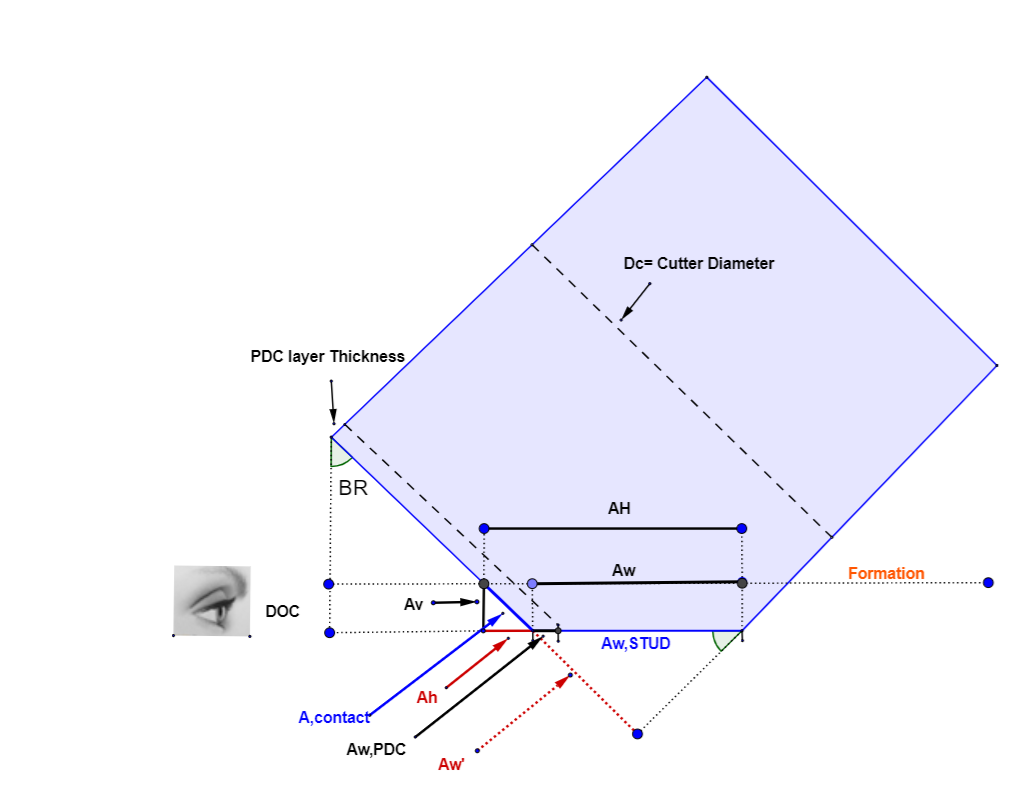 Dc= Cutter Diameter
PDC layer Thickness
BR
AH
Aw
Formation
Av
DOC
Aw,STUD
Ah
A,contact
Aw,PDC
Aw'